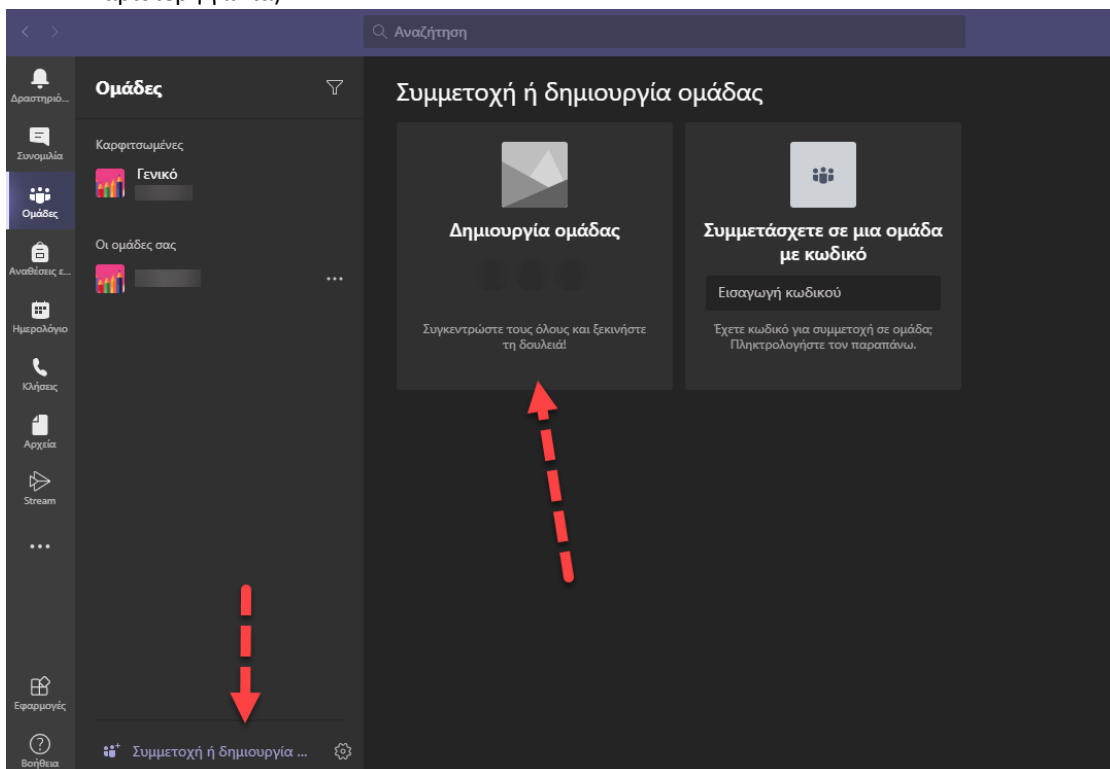 Αναζήτηση
Δραστηριό...
Συνομιλία
Ομάδες
Αναθέσεις ε...
Ημερολόγιο
Κλήσεις
Αρχεία
Stream
Εφαρμογές
Βοήθεια
Ομάδες
Καρφιτσωμένες
Γενικό
Οι ομάδες σας
Συμμετοχή ή δημιουργία ...
Συμμετοχή ή δημιουργία ομάδας
Δημιουργία ομάδας
Συγκεντρώστε τους όλους και ξεκινήστε
τη δουλειά!
Συμμετάσχετε σε μια ομάδα
με κωδικό
Εισαγωγή κωδικού
Έχετε κωδικό για συμμετοχή σε ομάδα;
Πληκτρολογήστε τον παραπάνω.